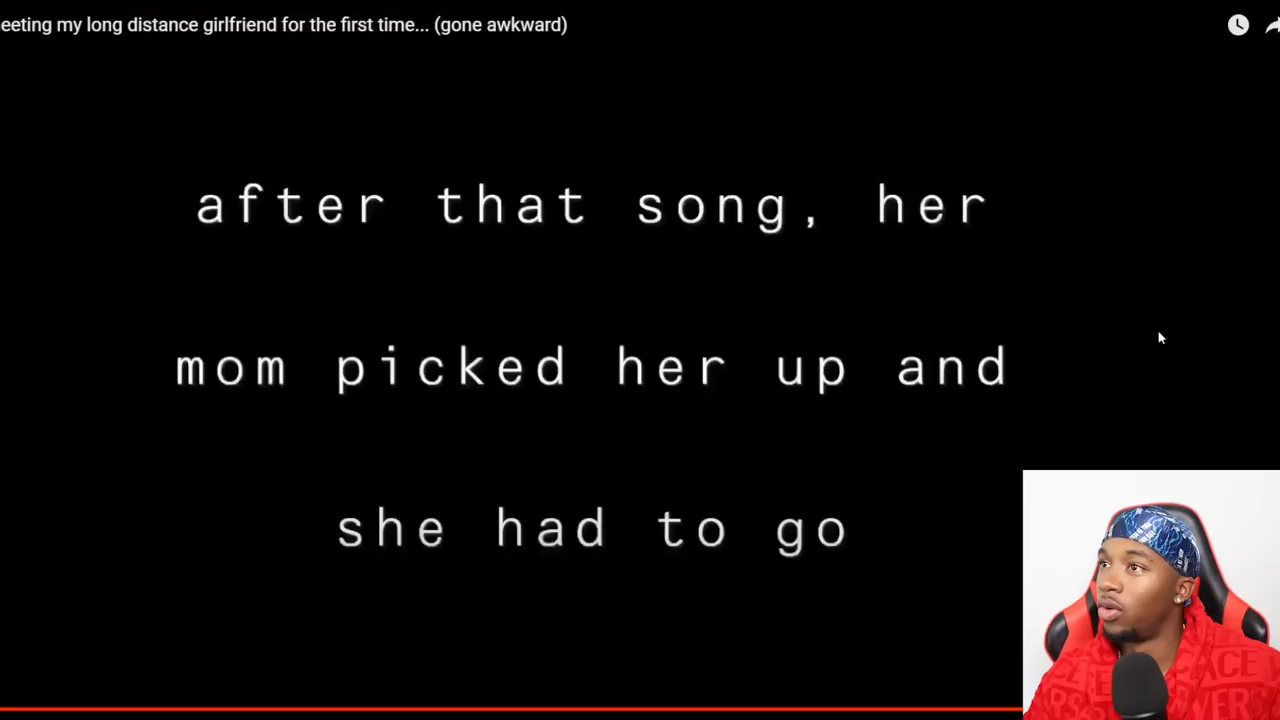 eeting my long distance girlfriend for the first time... (gone awkward)
after that song, her
mom picked her up and
she had to go